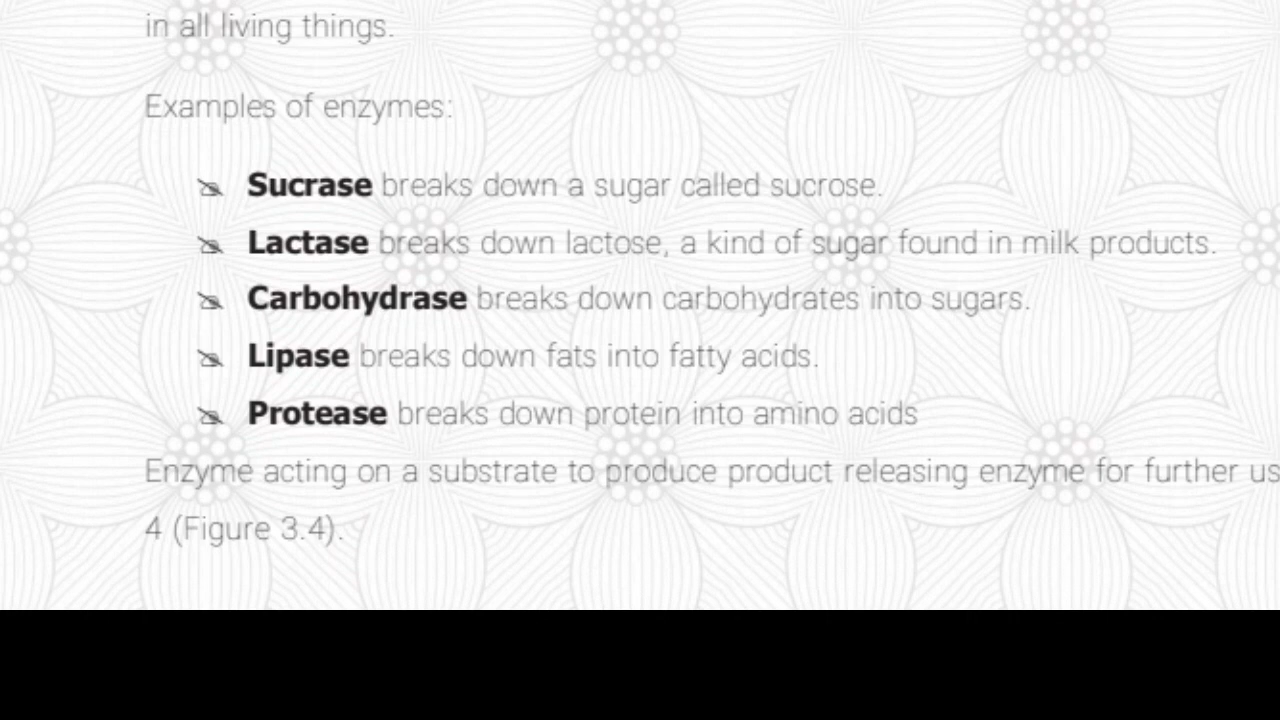 in all living things.
Examples of enzymes:
Sucrase breaks down a sugar called sucrose.
Lactase breaks down lactose, a kind of sugar found in milk products.
Carbohydrase breaks down carbohydrates into sugars.
Lipase breaks down fats into fatty acids.
Protease breaks down protein into amino acids
Enzyme acting on a substrate to produce product releasing enzyme for further
4 (Figure 3.4).